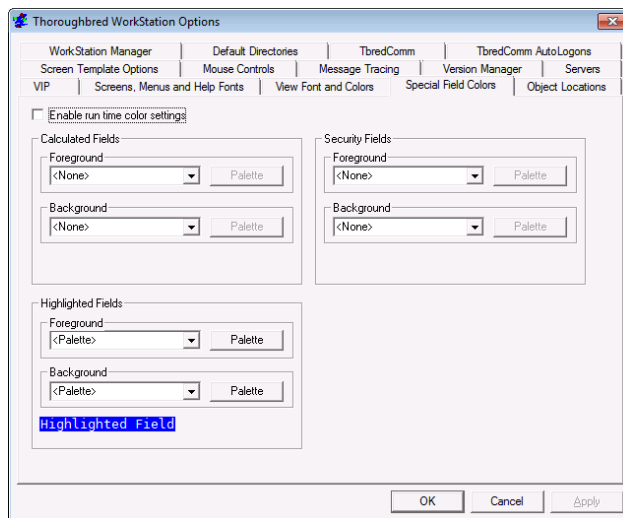 Thoroughbred WorkStation Options
WorkStation Manager Default Directories TbredComm TbredComm AutoLogons
Screen Template Options Mouse Controls Message Tracing Version Manager Servers
VIP Screens, Menus and Help Fonts View Font and Colors Special Field Colors Object Locations
Enable run time color settings
Calculated Fields Security Fields
Foreground Foreground
<None> Palette <None> Palette
Background Background
<None> Palette <None> Palette
Highlighted Fields
Foreground
<Palette> Palette
Background
<Palette> Palette
Highlighted Field
OK Cancel Apply